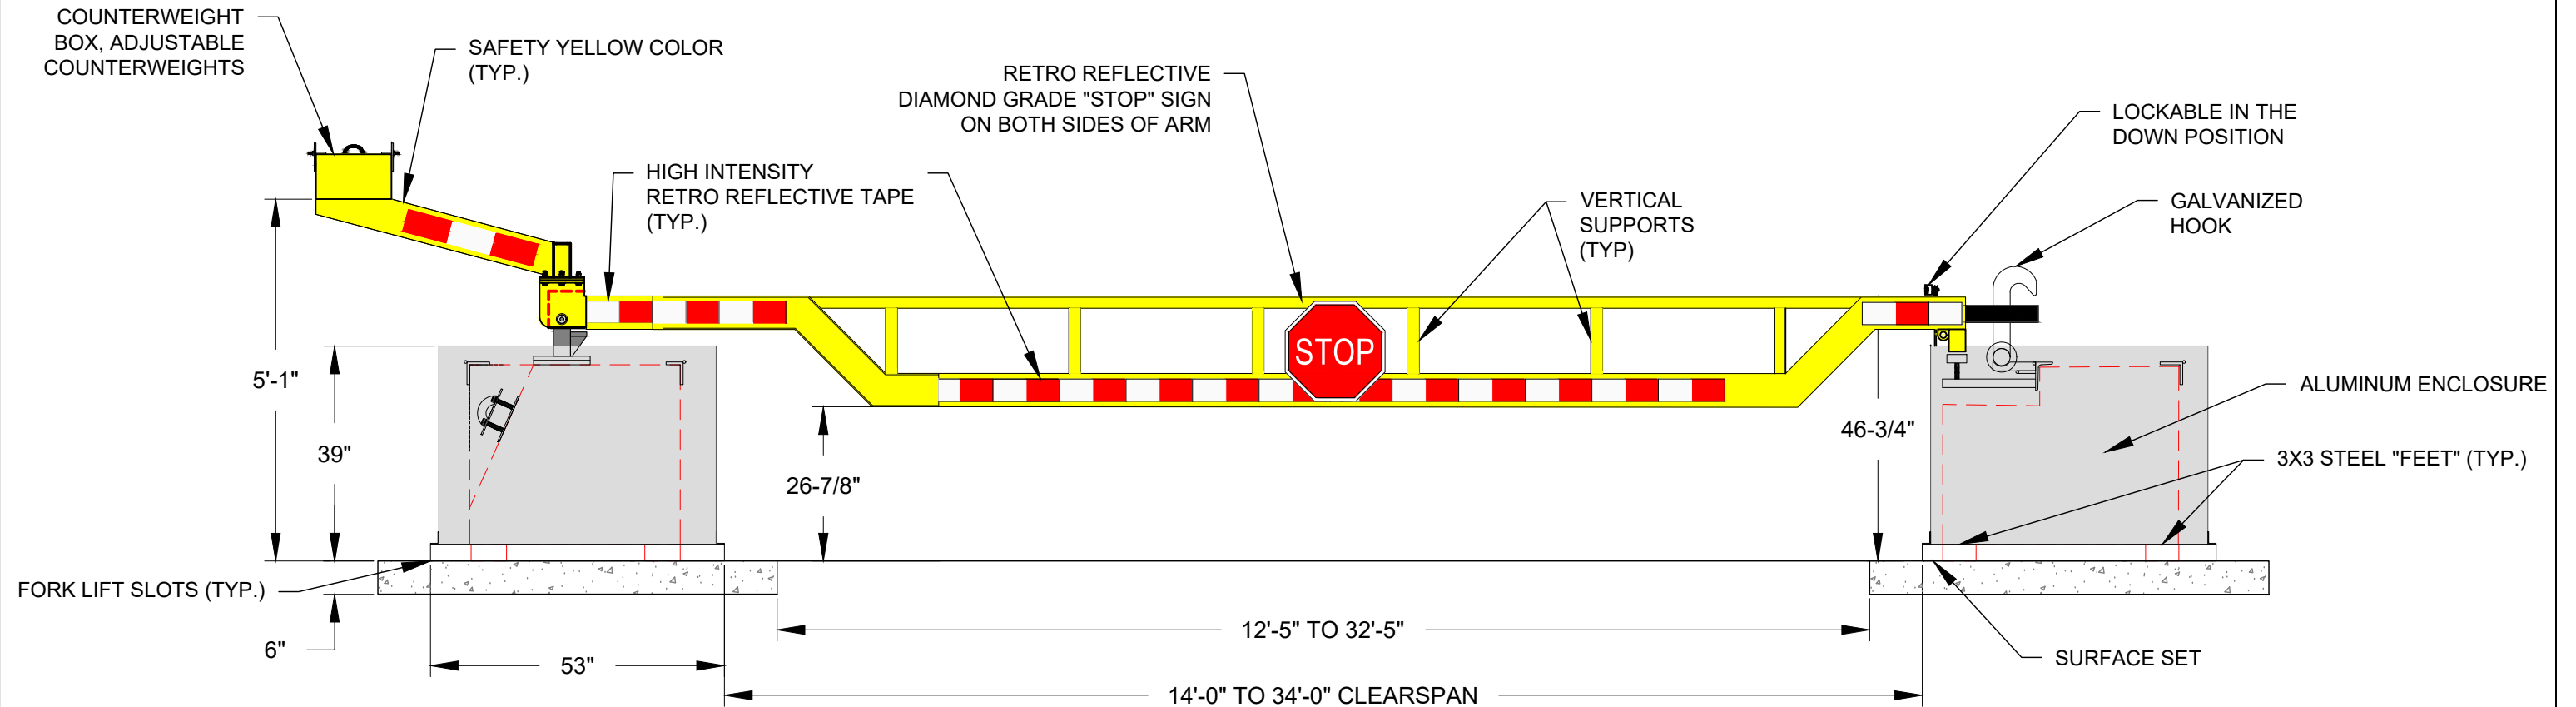 COUNTERWEIGHT
BOX, ADJUSTABLE
COUNTERWEIGHTS
SAFETY YELLOW COLOR
(TYP.)
RETRO REFLECTIVE
DIAMOND GRADE "STOP" SIGN
ON BOTH SIDES OF ARM
HIGH INTENSITY
RETRO REFLECTIVE TAPE
(TYP.)
VERTICAL
SUPPORTS
(TYP)
LOCKABLE IN THE
DOWN POSITION
GALVANIZED
HOOK
STOP
5'-1"
39"
26-7/8"
46-3/4"
ALUMINUM ENCLOSURE
3X3 STEEL "FEET" (TYP.)
FORK LIFT SLOTS (TYP.)
6"
53"
12'-5" TO 32'-5"
14'-0" TO 34'-0" CLEARSPAN
SURFACE SET